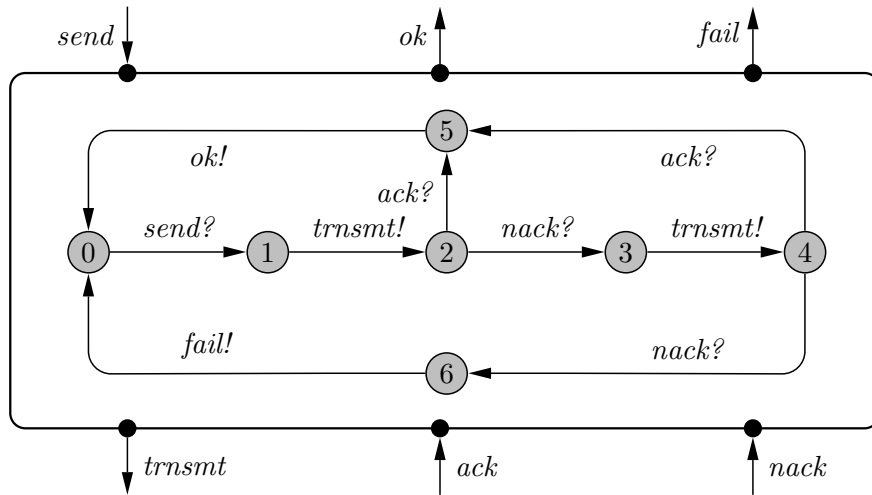 send ok fail
5
ok! ack?
ack?
0 send? 1 trnsmt! 2 nack? 3 trnsmt! 4
fail! nack?
6
trnsmt ack nack